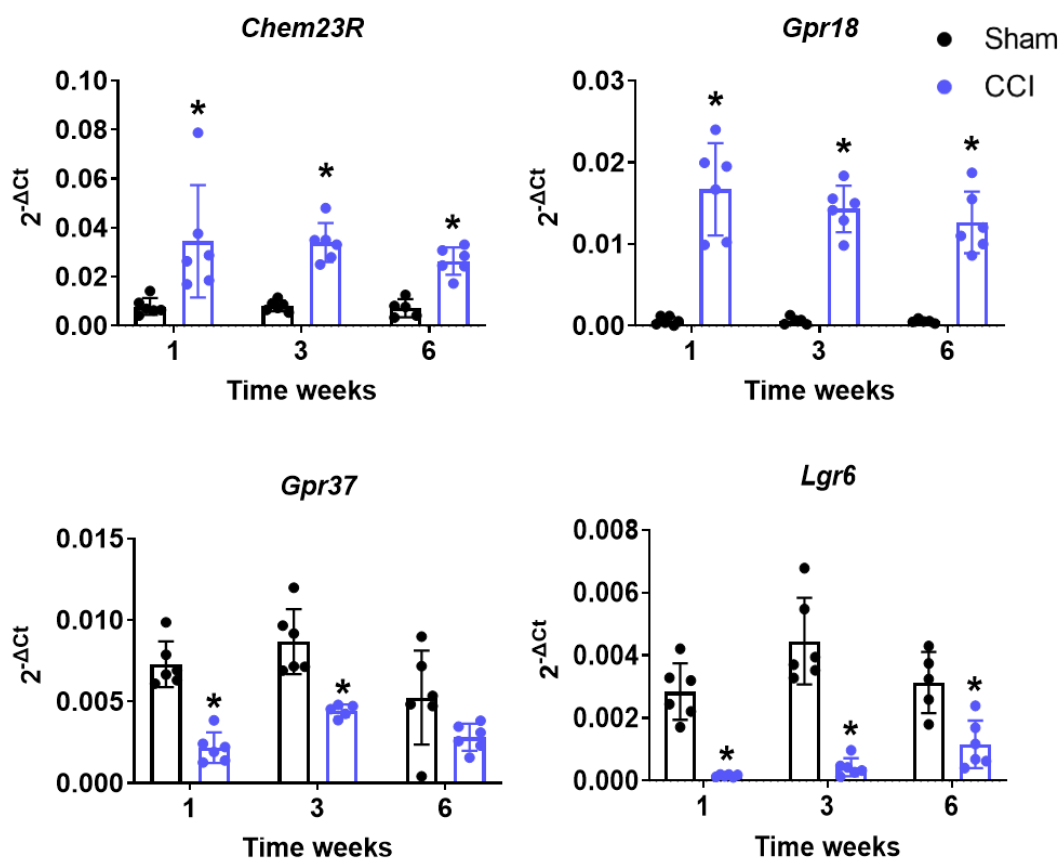 Chem23R
2^-ΔCt
0.10
0.08
0.06
0.04
0.02
0.00
*
*
*
1 3 6
Time weeks
Gpr18
Sham
CCI
2^-ΔCt
0.03
0.02
0.01
0.00
*
*
*
1 3 6
Time weeks
Gpr37
2^-ΔCt
0.015
0.010
0.005
0.000
*
*
1 3 6
Time weeks
Lgr6
2^-ΔCt
0.008
0.006
0.004
0.002
0.000
*
*
*
1 3 6
Time weeks